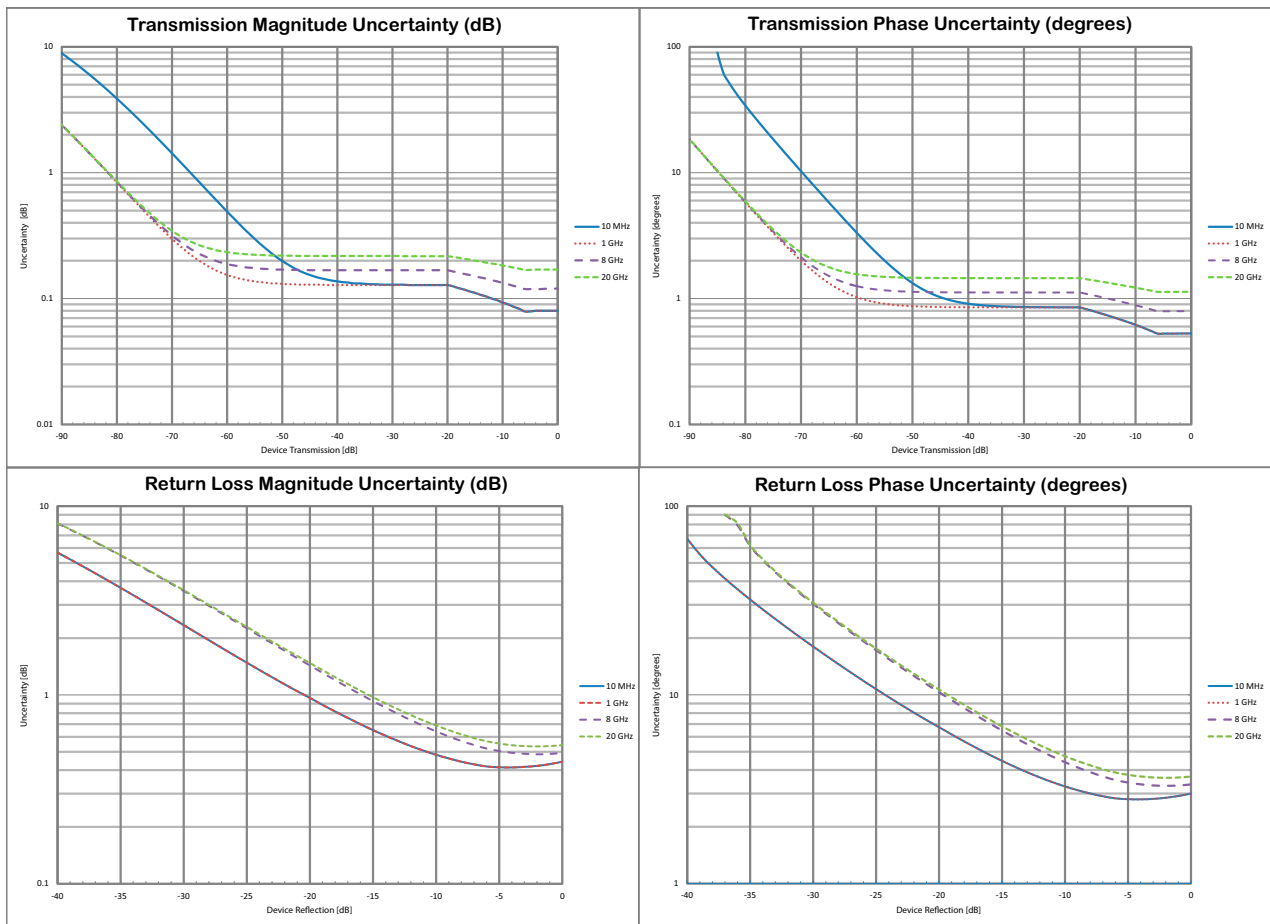 Transmission Magnitude Uncertainty (dB)
10
1
0.1
0.01
Uncertainty [dB]
-90 -80 -70 -60 -50 -40 -30 -20 -10 0
Device Transmission [dB]
10 MHz
1 GHz
8 GHz
20 GHz
Transmission Phase Uncertainty (degrees)
100
10
1
0.1
Uncertainty [degrees]
-90 -80 -70 -60 -50 -40 -30 -20 -10 0
Device Transmission [dB]
10 MHz
1 GHz
8 GHz
20 GHz
Return Loss Magnitude Uncertainty (dB)
10
1
0.1
Uncertainty [dB]
-40 -35 -30 -25 -20 -15 -10 -5 0
Device Reflection [dB]
10 MHz
1 GHz
8 GHz
20 GHz
Return Loss Phase Uncertainty (degrees)
100
10
1
Uncertainty [degrees]
-40 -35 -30 -25 -20 -15 -10 -5 0
Device Reflection [dB]
10 MHz
1 GHz
8 GHz
20 GHz